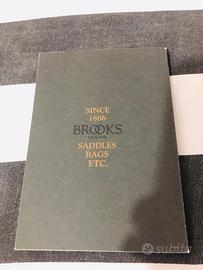 SINCE
1866
BROOKS
ENGLAND
SADDLES
BAGS
ETC.
subito